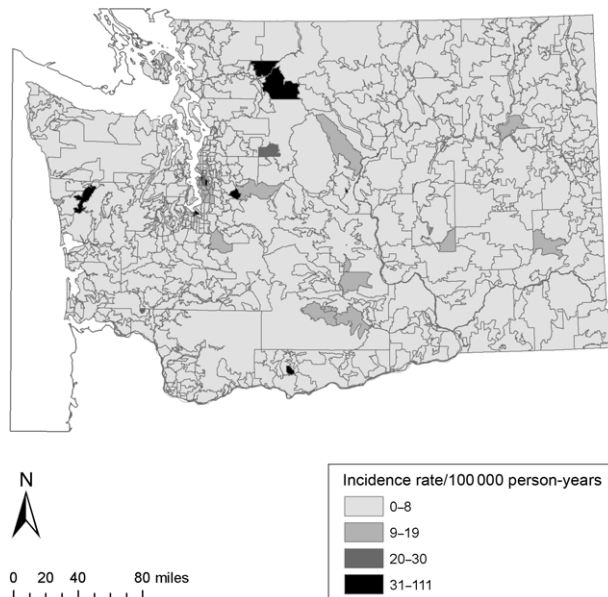 N
0 20 40 80 miles
Incidence rate/100 000 person-years
0–8
9–19
20–30
31–111